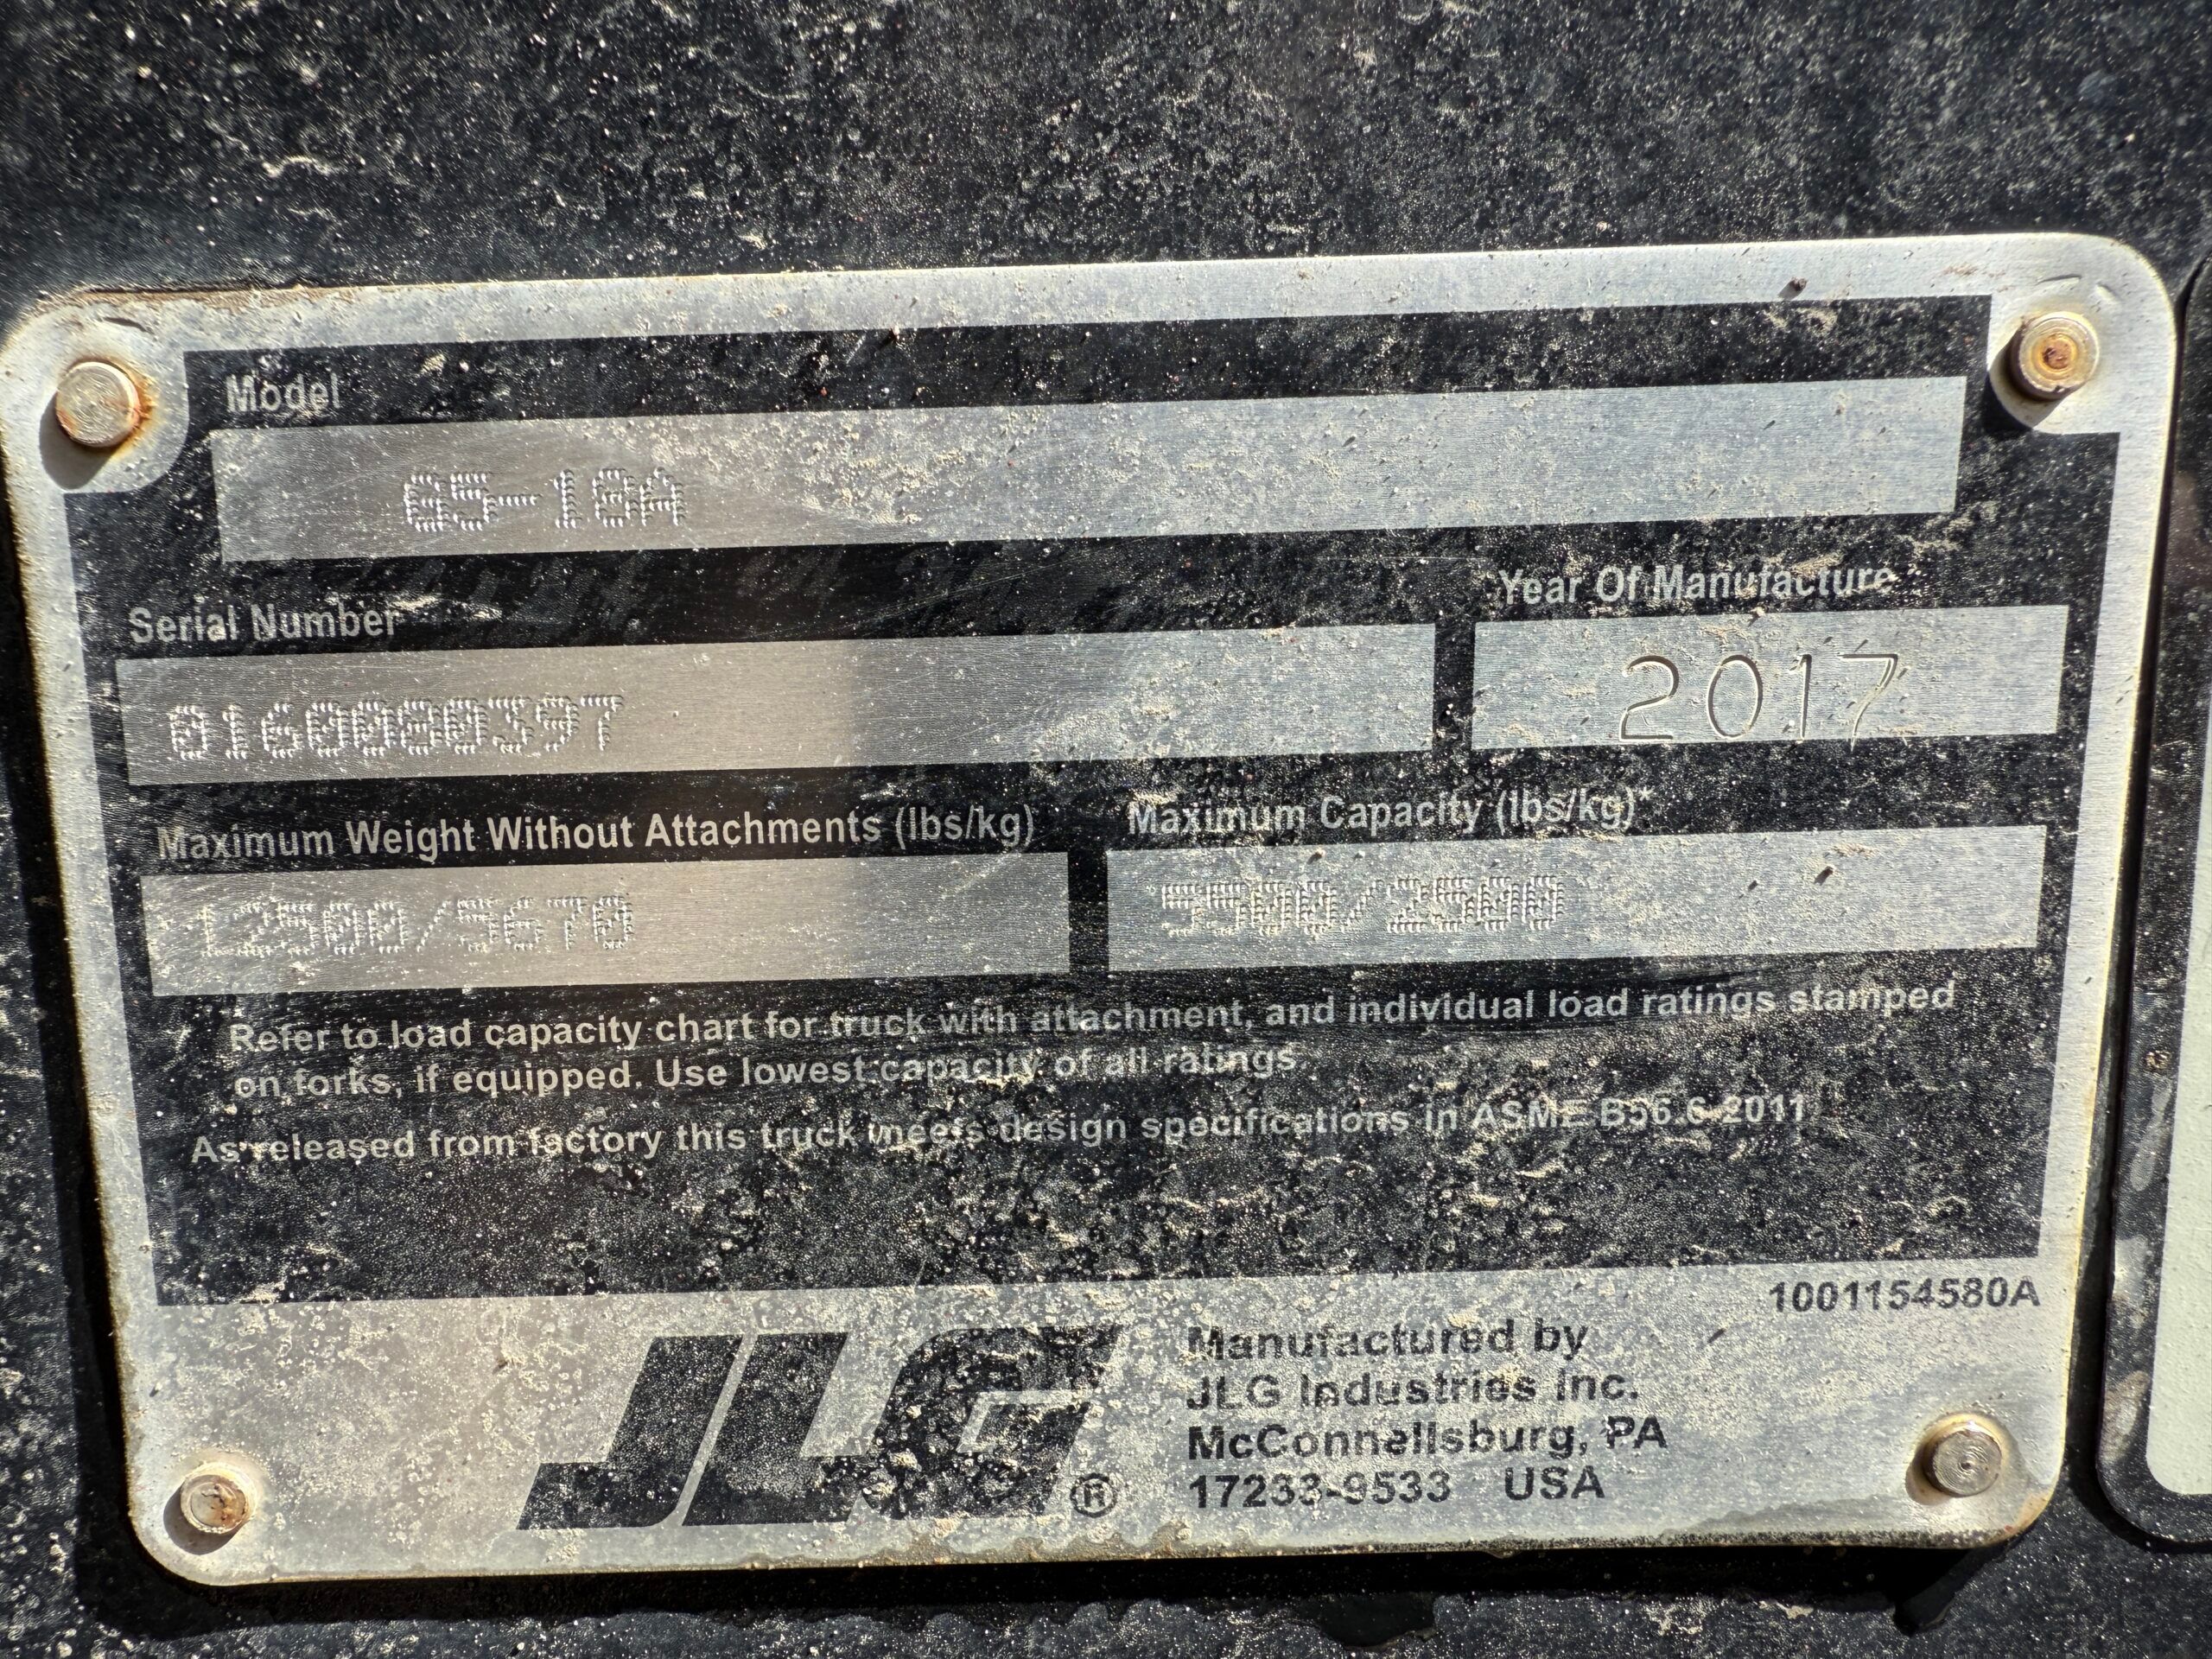 Model
G5-18A
Serial Number
Year Of Manufacture
0160080397
2017
Maximum Weight Without Attachments (lbs/kg)
Maximum Capacity (lbs/kg)*
12500/5670
5500/2500
Refer to load capacity chart for truck with attachment, and individual load ratings stamped
on forks, if equipped. Use lowest capacity of all ratings.
As released from factory this truck meets design specifications in ASME B56.6-2011
1001154580A
JLG®
Manufactured by
JLG Industries Inc.
McConnellsburg, PA
17233-9533 USA